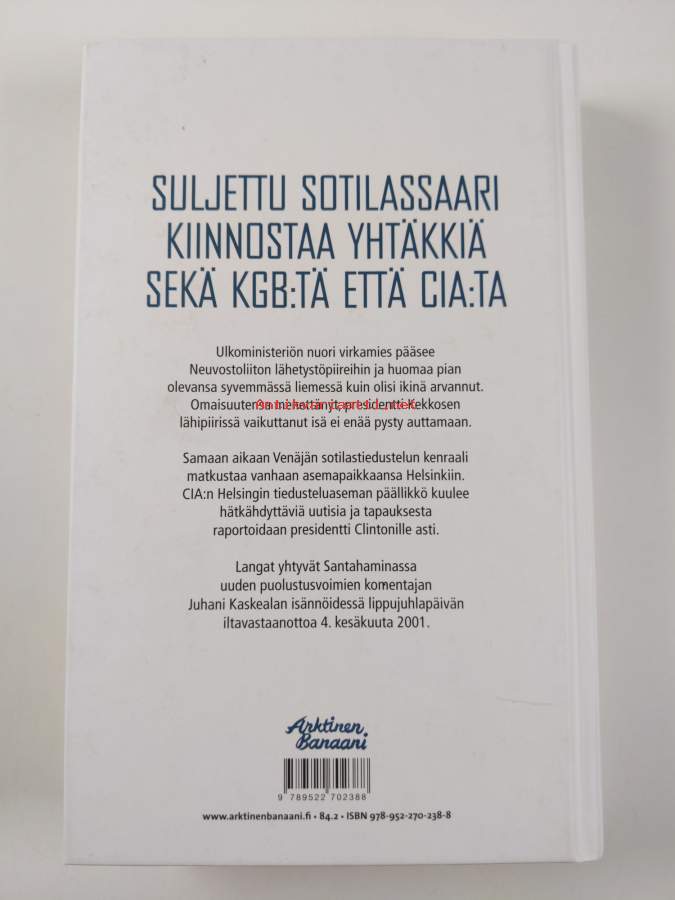 SULJETTU SOTILASSAARI
KIINNOSTAA YHTÄKKIÄ
SEKÄ KGB:TÄ ETTÄ CIA:TA
Ulkoministeriön nuori virkamies pääsee
Neuvostoliiton lähetystöpiireihin ja huomaa pian
olevansa syvemmässä liemessä kuin olisi ikinä arvannut.
Omaisuutensa menettänyt, presidentti Kekkosen
lähipiirissä vaikuttanut isä ei enää pysty auttamaan.
Samaan aikaan Venäjän sotilastiedustelun kenraali
matkustaa vanhaan asemapaikkaansa Helsinkiin.
CIA:n Helsingin tiedusteluaseman päällikkö kuulee
hätkähdyttäviä uutisia ja tapauksesta
raportoidaan presidentti Clintonille asti.
Langat yhtyvät Santahaminassa
uuden puolustusvoimien komentajan
Juhani Kaskealan isännöidessä lippujuhlapäivän
iltavastaanottoa 4. kesäkuuta 2001.
Arktinen
Banaani
9 789522 702388
www.arktinenbanaani.fi • 84.2 • ISBN 978-952-270-238-8